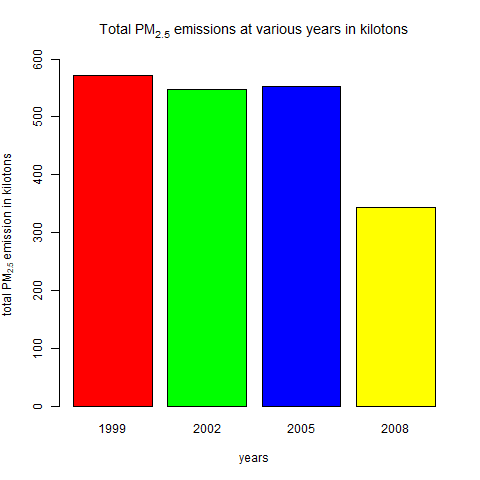 Total PM2.5 emissions at various years in kilotons
total PM2.5 emission in kilotons
600
500
400
300
200
100
0
1999 2002 2005 2008
years